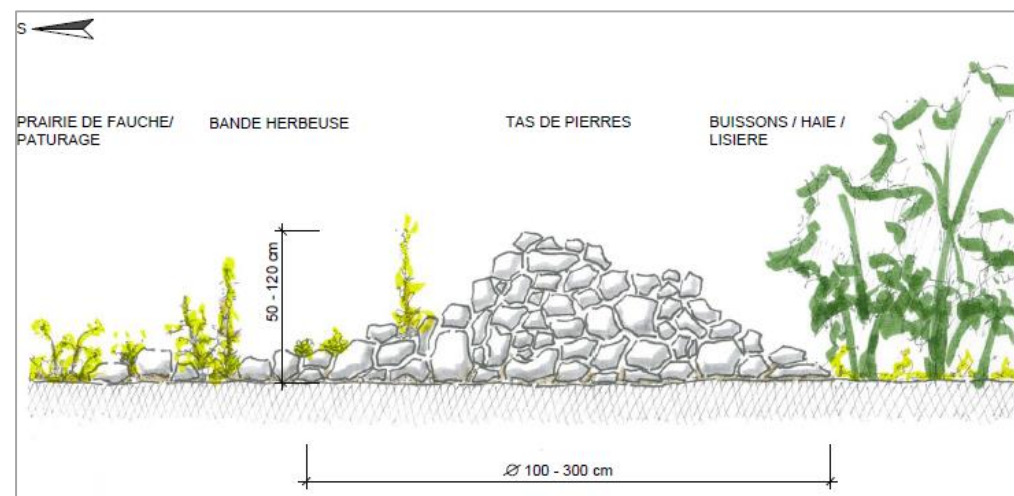 S
PRAIRIE DE FAUCHE/
PATURAGE
BANDE HERBEUSE
TAS DE PIERRES
BUISSONS / HAIE /
LISIERE
50 - 120 cm
Ø 100 - 300 cm